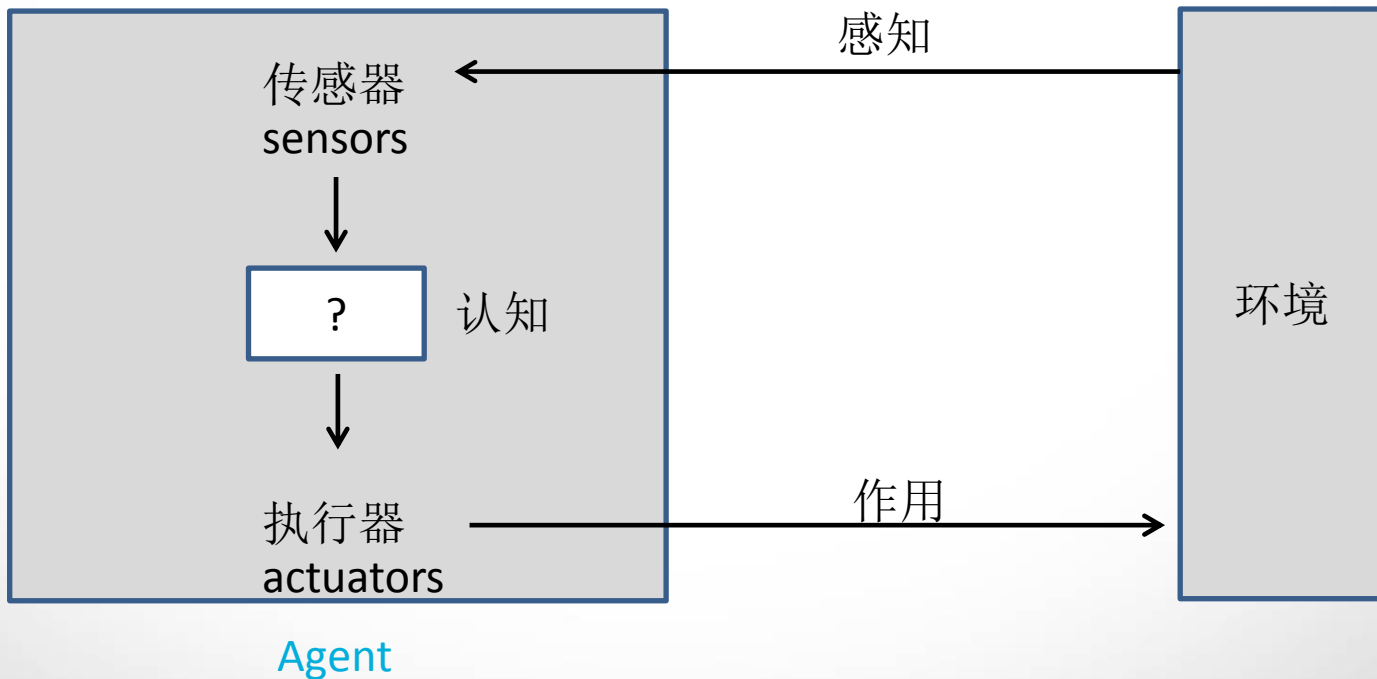 感知
传感器
sensors
?
认知
环境
作用
执行器
actuators
Agent